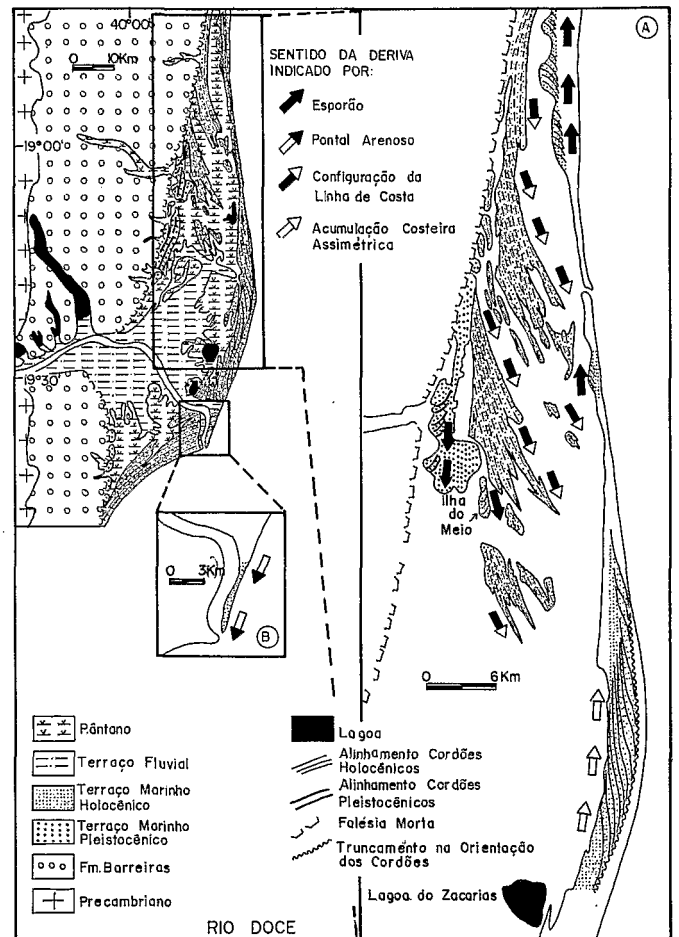 40°00'
0 10Km
19°00'
19°30'
SENTIDO DA DERIVA
INDICADO POR:
Esporão
Pontal Arenoso
Configuração da
Linha de Costa
Acumulação Costeira
Assimétrica
A
Ilha
do
Meio
0 6Km
0 3Km
B
Pântano
Terraço Fluvial
Terraço Marinho
Holocênico
Terraço Marinho
Pleistocênico
Fm. Barreiras
Precambriano
Lagoa
Alinhamento Cordões
Holocênicos
Alinhamento Cordões
Pleistocênicos
Falésia Morta
Truncamento na Orientação
dos Cordões
Lagoa do Zacarias
RIO DOCE